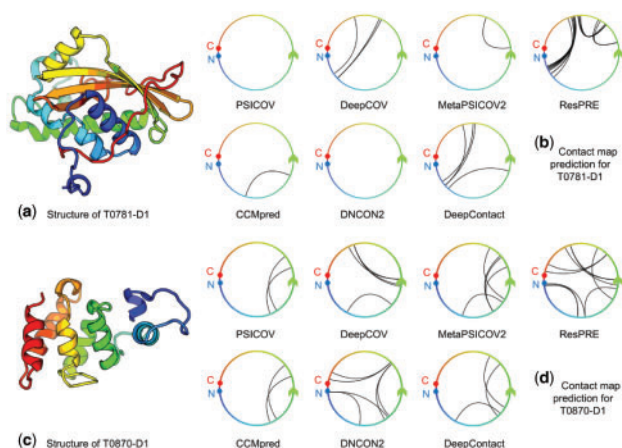 (a)
Structure of T0781-D1
C C C C
N N N N
PSICOV DeepCOV MetaPSICOV2 ResPRE
C C C
N N N
CCMpred DNCON2 DeepContact
(b)
Contact map
prediction for
T0781-D1
C C C C
N N N N
PSICOV DeepCOV MetaPSICOV2 ResPRE
C C C
N N N
CCMpred DNCON2 DeepContact
(c)
Structure of T0870-D1
(d)
Contact map
prediction for
T0870-D1